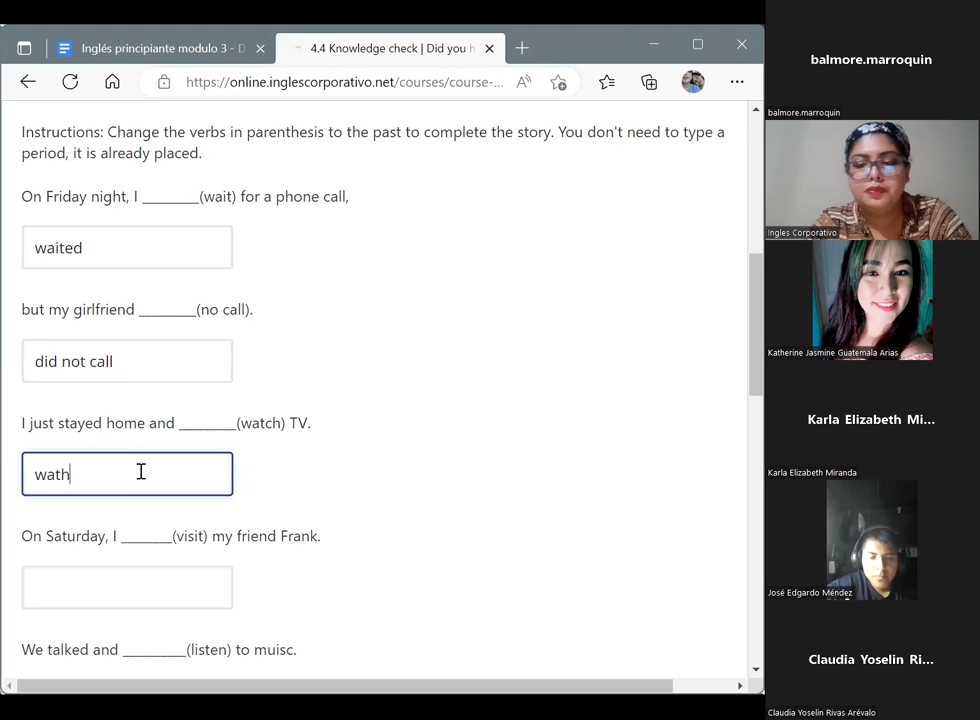 Inglés principiante modulo 3 - D
4.4 Knowledge check | Did you h
https://online.inglescorporativo.net/courses/course-...
Instructions: Change the verbs in parenthesis to the past to complete the story. You don't need to type a
period, it is already placed.
On Friday night, I ________(wait) for a phone call,
waited
but my girlfriend ________(no call).
did not call
I just stayed home and ________(watch) TV.
wath
On Saturday, I _______(visit) my friend Frank.
We talked and _________(listen) to muisc.
balmore.marroquin
balmore.marroquin
Ingles Corporativo
Katherine Jasmine Guatemala Arias
Karla Elizabeth Mi...
Karla Elizabeth Miranda
José Edgardo Méndez
Claudia Yoselin Ri...
Claudia Yoselin Rivas Arévalo